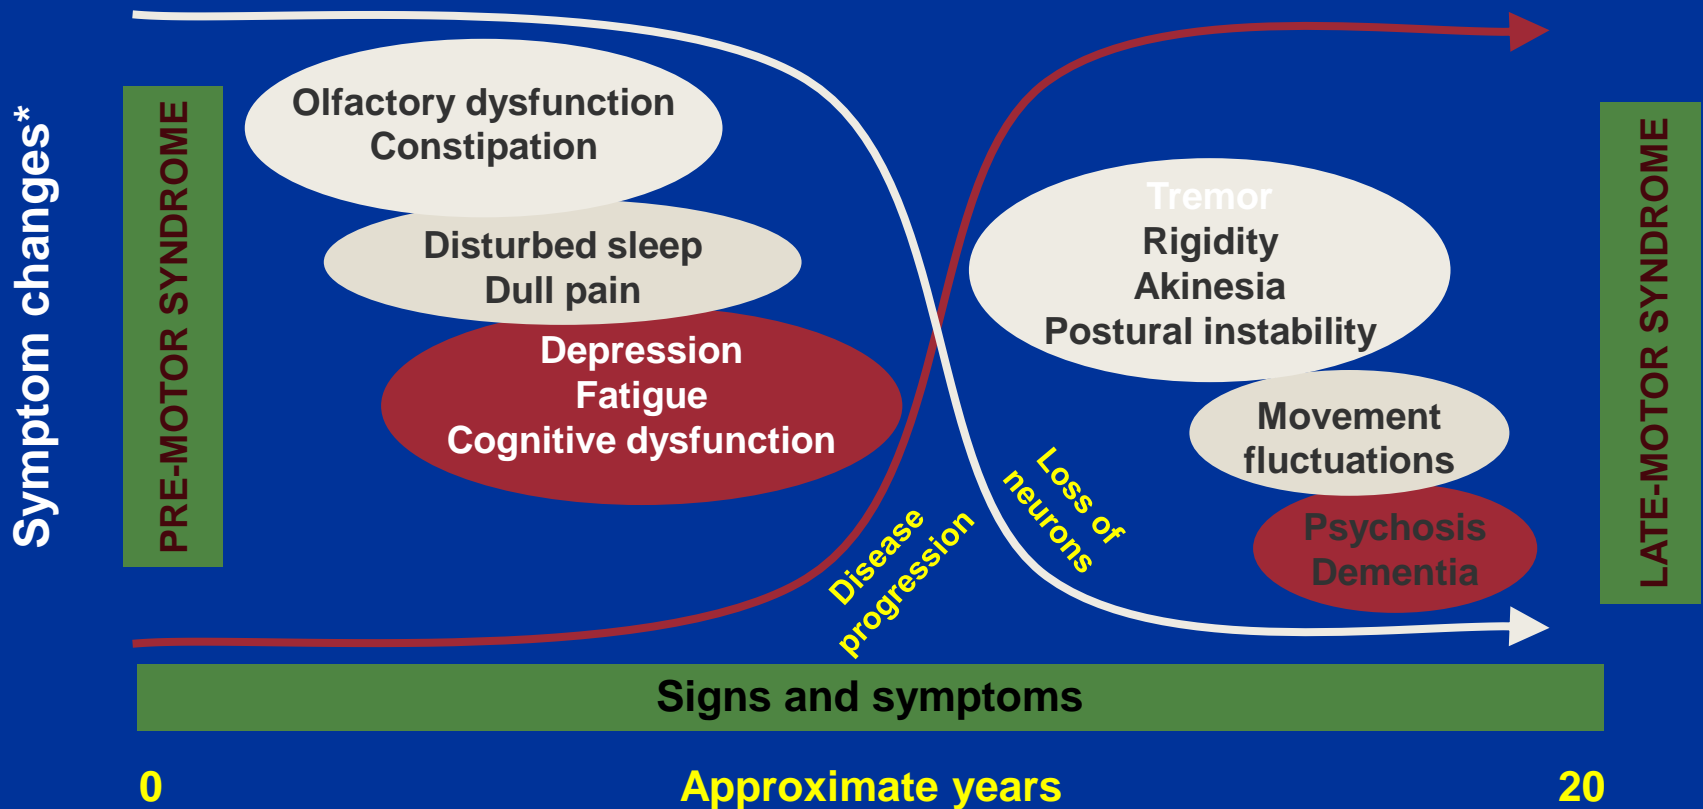 Symptom changes*
PRE-MOTOR SYNDROME
Olfactory dysfunction
Constipation
Disturbed sleep
Dull pain
Depression
Fatigue
Cognitive dysfunction
Disease
progression
Loss of
neurons
Tremor
Rigidity
Akinesia
Postural instability
Movement
fluctuations
Psychosis
Dementia
LATE-MOTOR SYNDROME
Signs and symptoms
0
Approximate years
20